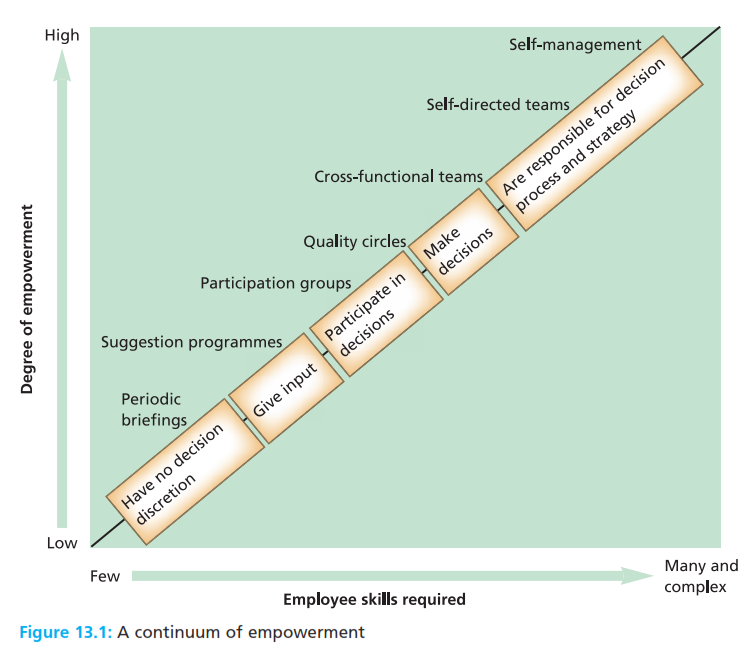 High
Self-management
Self-directed teams
Are responsible for decision
process and strategy
Cross-functional teams
Make
decisions
Quality circles
Participation groups
Participate in
decisions
Suggestion programmes
Give input
Periodic
briefings
Have no decision
discretion
Degree of empowerment
Low
Few
Many and
complex
Employee skills required
Figure 13.1: A continuum of empowerment